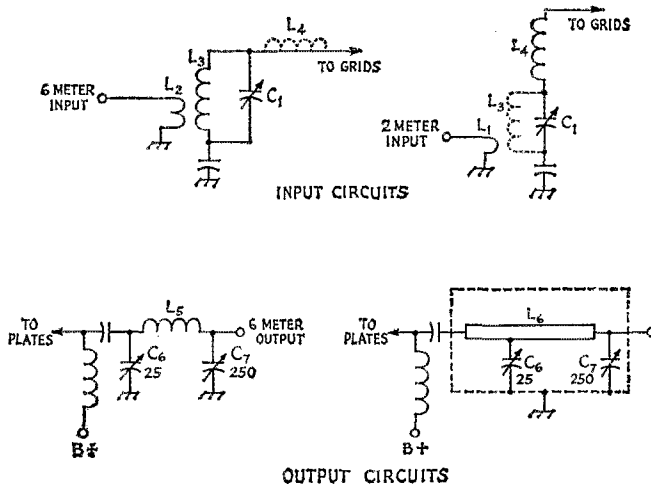 L4
L3
TO GRIDS
6 METER
INPUT
L2
C1
TO GRIDS
L4
L3
2 METER
INPUT
L1
C1
INPUT CIRCUITS
TO
PLATES
L5
6 METER
OUTPUT
C6
25
C7
250
B+
TO
PLATES
L6
C6
25
C7
250
B+
OUTPUT CIRCUITS